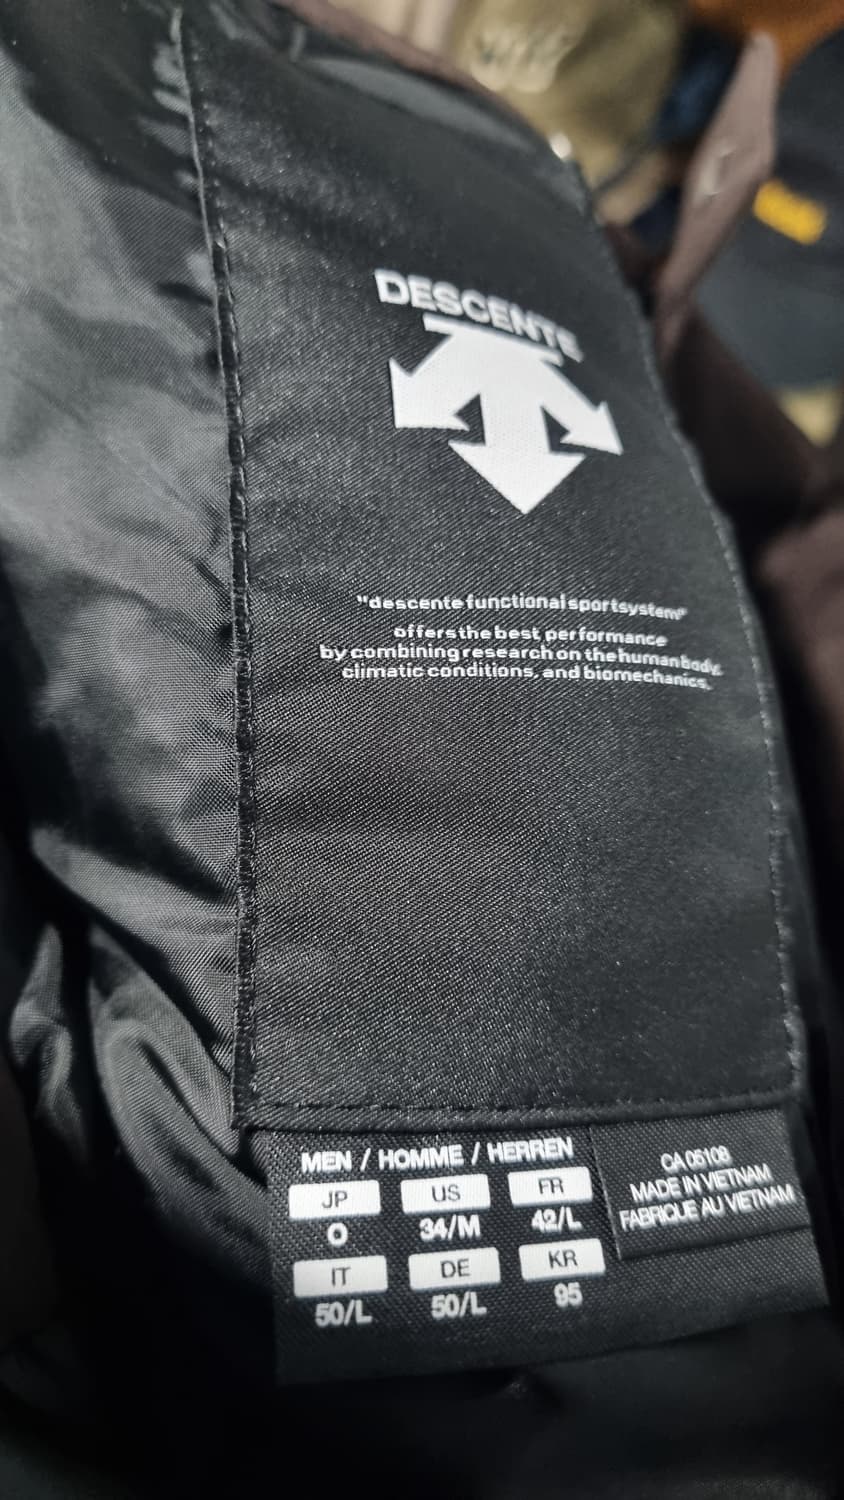 DESCENTE
"descente functional sport system"
offers the best performance
by combining research on the human body,
climatic conditions, and biomechanics.
MEN / HOMME / HERREN
JP US FR
O 34/M 42/L
IT DE KR
50/L 50/L 95
CA 05108
MADE IN VIETNAM
FABRIQUE AU VIETNAM